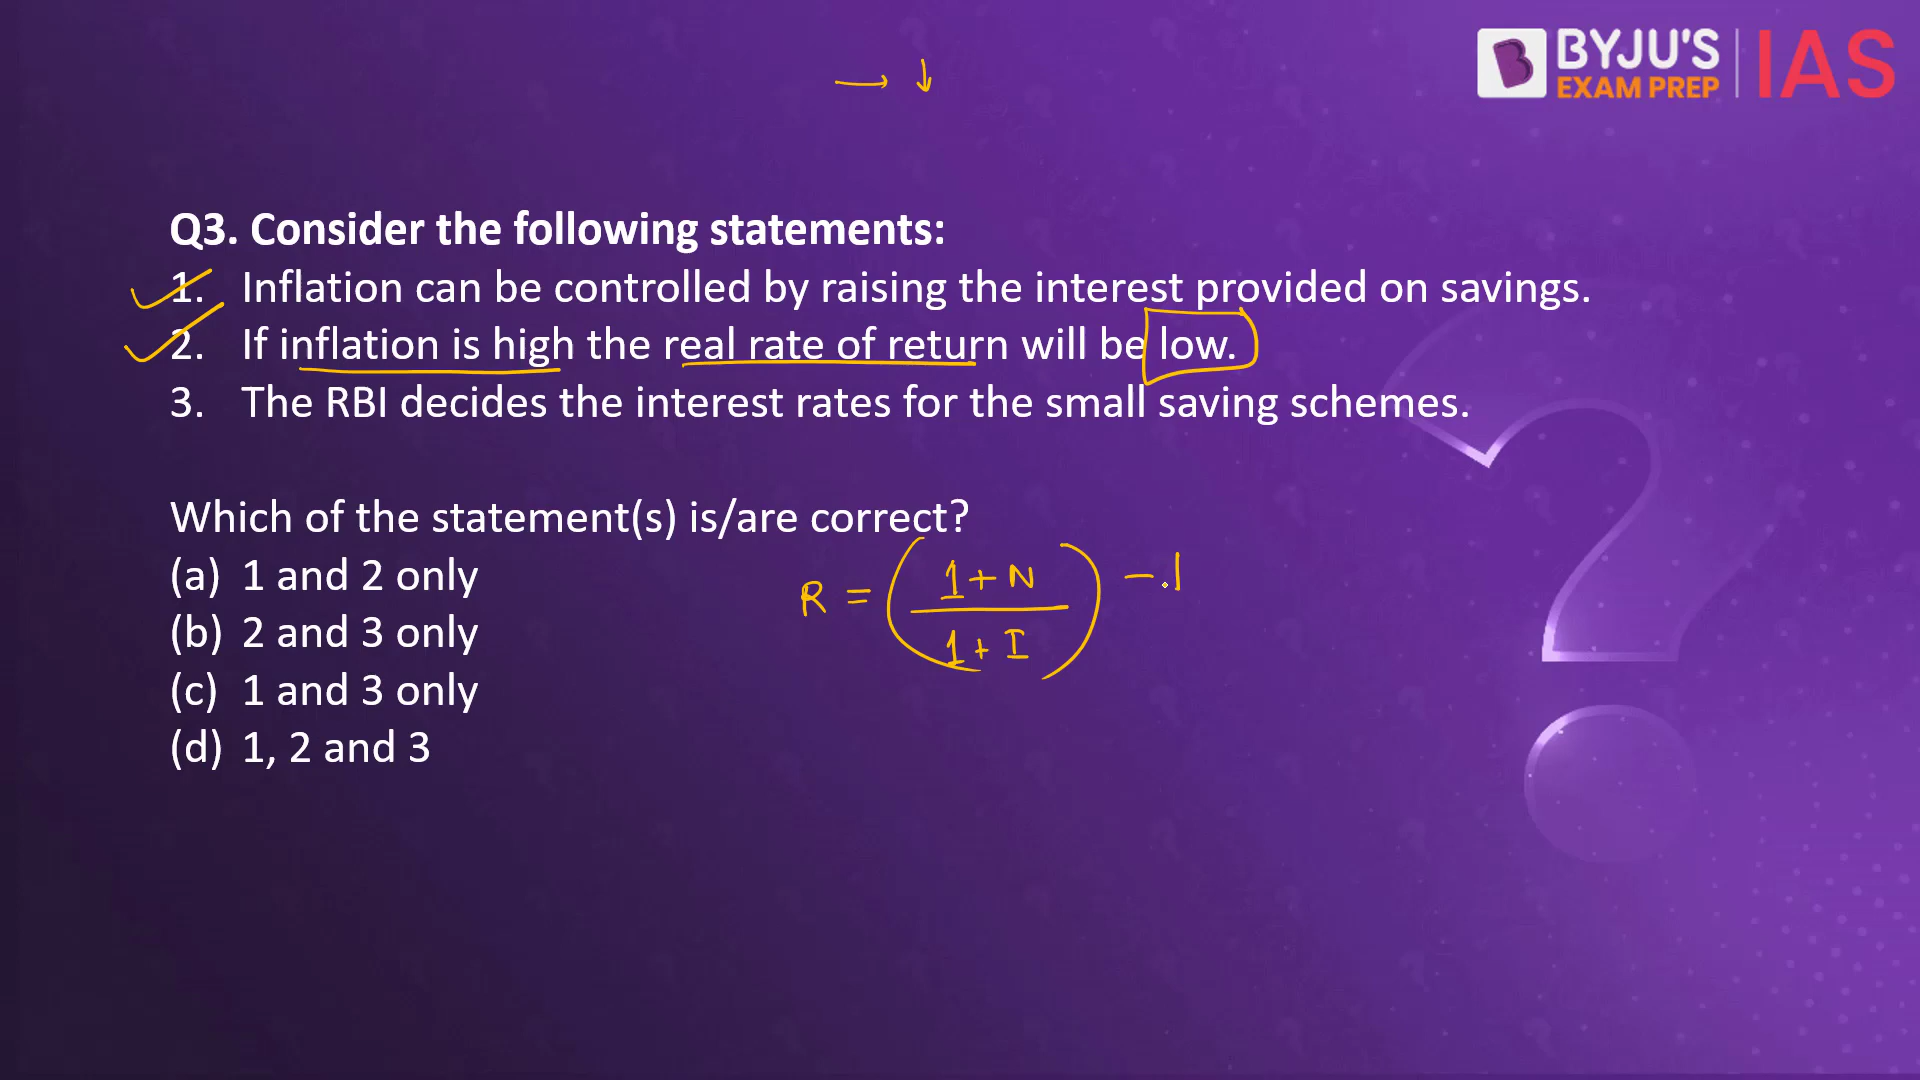 BYJU'S
EXAM PREP
IAS
Q3. Consider the following statements:
1. Inflation can be controlled by raising the interest provided on savings.
2. If inflation is high the real rate of return will be low.
3. The RBI decides the interest rates for the small saving schemes.
Which of the statement(s) is/are correct?
(a) 1 and 2 only
(b) 2 and 3 only
(c) 1 and 3 only
(d) 1, 2 and 3
R = (1 + N / 1 + I) - 1